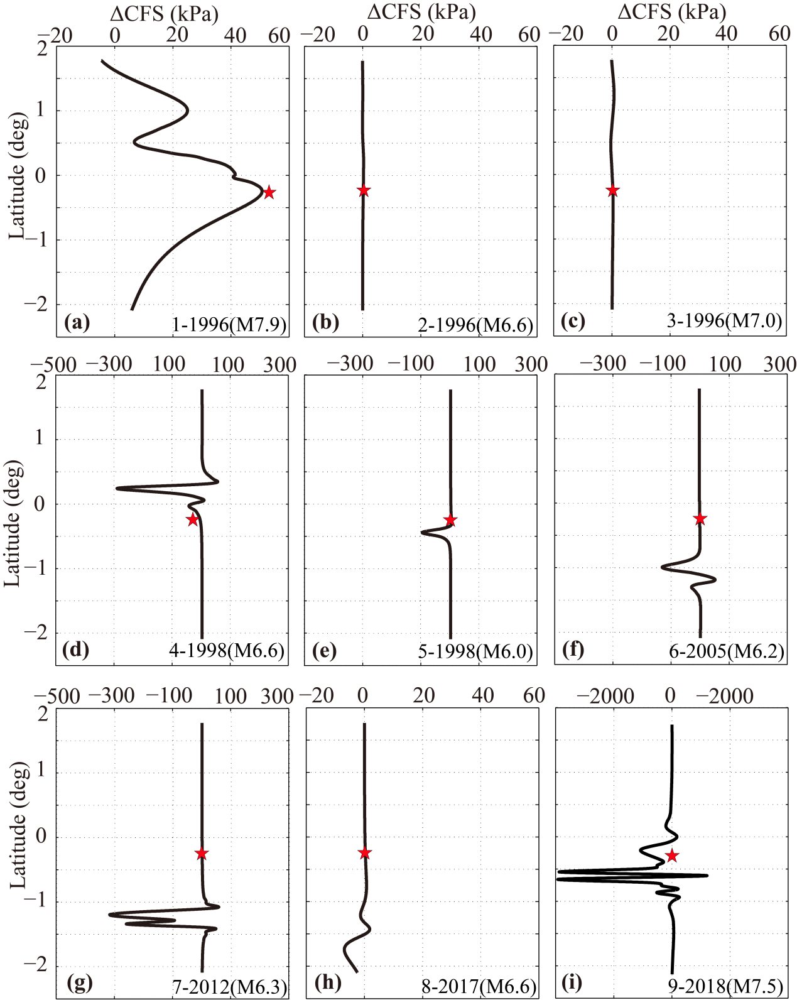 ΔCFS (kPa) ΔCFS (kPa) ΔCFS (kPa)
−20 0 20 40 60 −20 0 20 40 60 −20 0 20 40 60
2
1
0
−1
−2
Latitude (deg)
(a) 1-1996(M7.9)
(b) 2-1996(M6.6)
(c) 3-1996(M7.0)
−500 −300 100 100 300 −300 −100 100 300 −300 −100 100 300
2
1
0
−1
−2
Latitude (deg)
(d) 4-1998(M6.6)
(e) 5-1998(M6.0)
(f) 6-2005(M6.2)
−500 −300 −100 100 300 −20 0 20 40 60 −2000 0 −2000
2
1
0
−1
−2
Latitude (deg)
(g) 7-2012(M6.3)
(h) 8-2017(M6.6)
(i) 9-2018(M7.5)